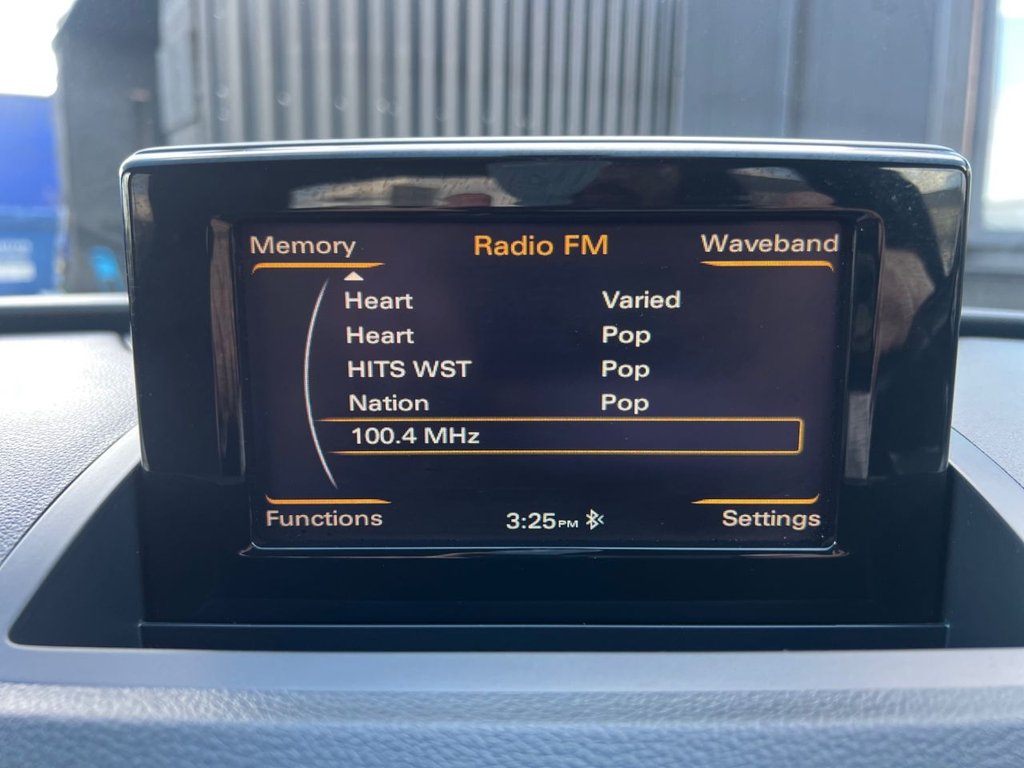 Memory Radio FM Waveband
Heart Varied
Heart Pop
HITS WST Pop
Nation Pop
100.4 MHz
Functions 3:25PM Settings